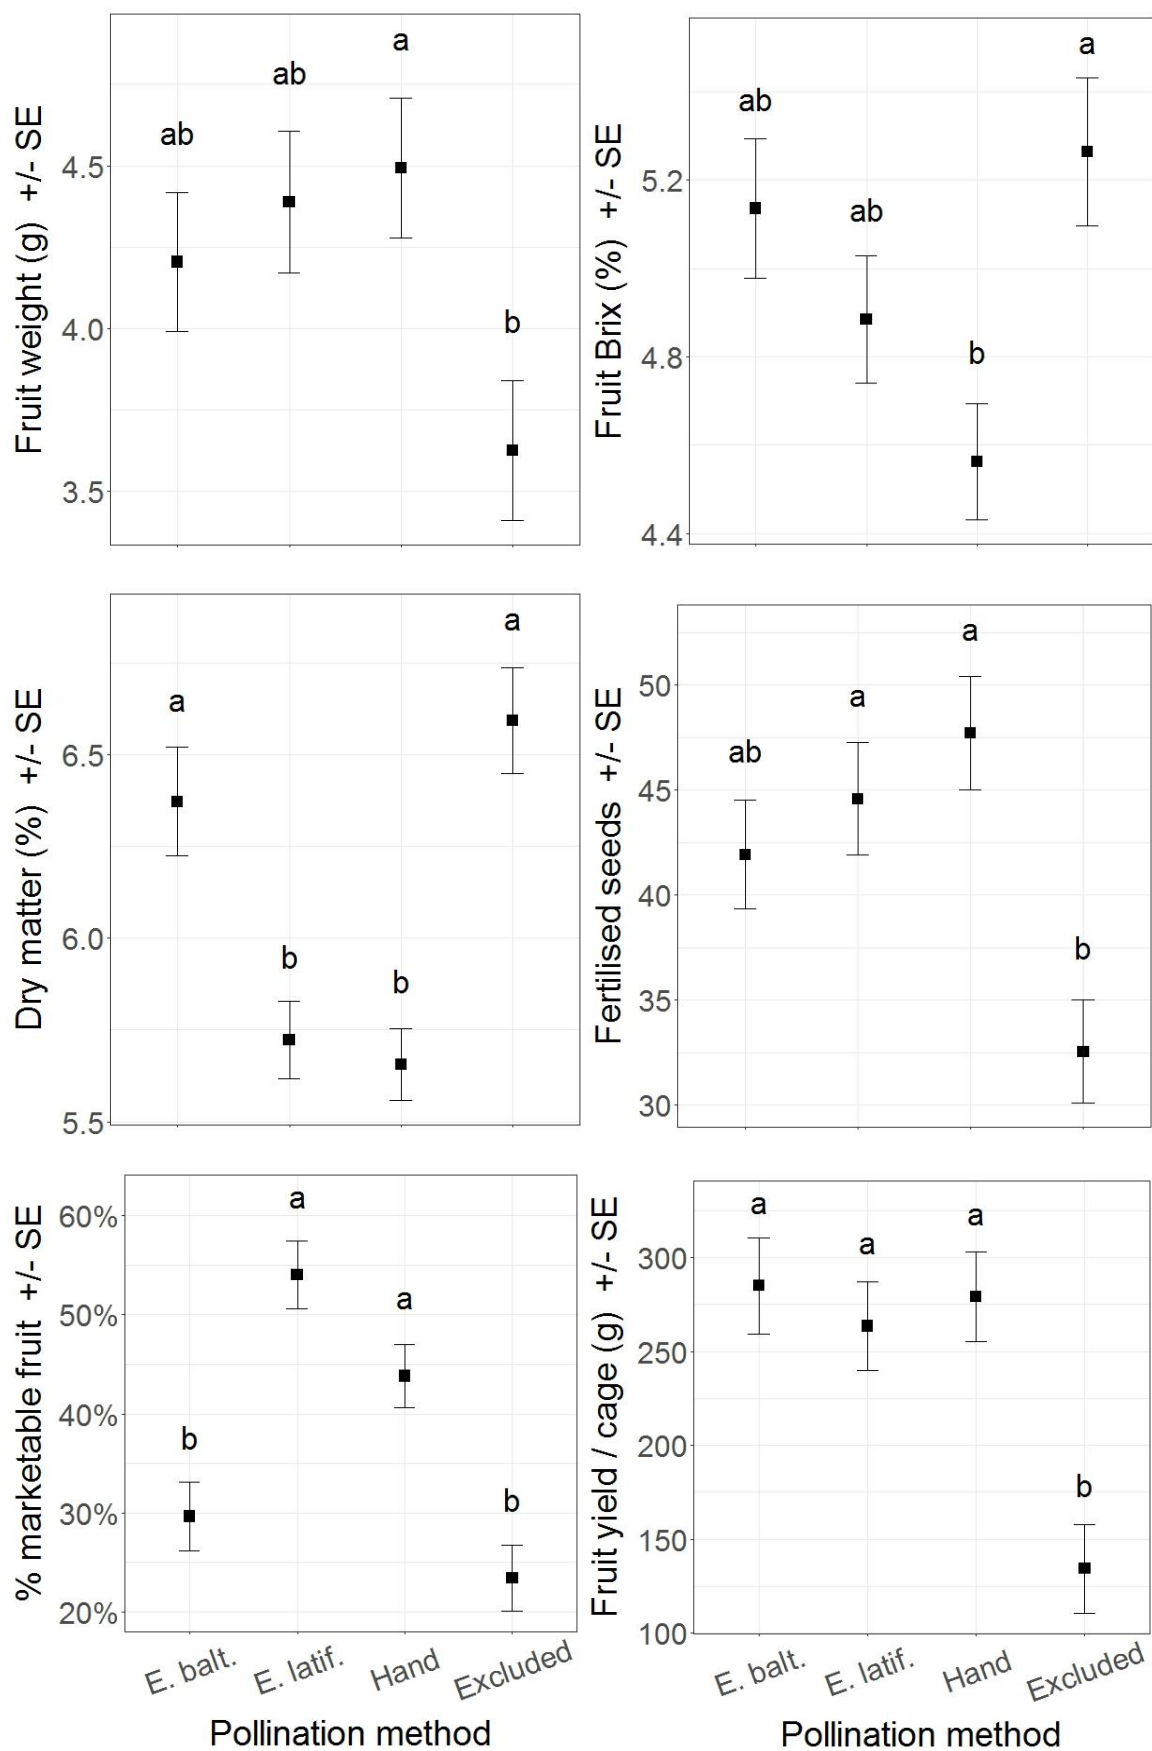 Fruit weight (g) +/- SE
4.5
4.0
3.5
ab
ab
a
b
Fruit Brix (%) +/- SE
5.2
4.8
4.4
ab
ab
b
a
Dry matter (%) +/- SE
6.5
6.0
5.5
a
b
b
a
Fertilised seeds +/- SE
50
45
40
35
30
ab
a
a
b
% marketable fruit +/- SE
60%
50%
40%
30%
20%
b
a
a
b
E. balt.
E. latif.
Hand
Excluded
Pollination method
Fruit yield / cage (g) +/- SE
300
250
200
150
100
a
a
a
b
E. balt.
E. latif.
Hand
Excluded
Pollination method